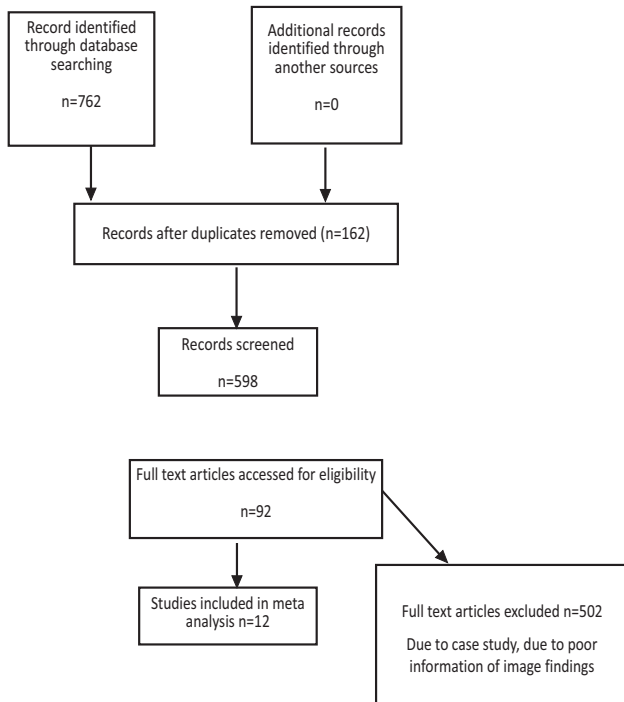 Record identified
through database
searching
n=762
Additional records
identified through
another sources
n=0
Records after duplicates removed (n=162)
Records screened
n=598
Full text articles accessed for eligibility
n=92
Studies included in meta
analysis n=12
Full text articles excluded n=502
Due to case study, due to poor
information of image findings